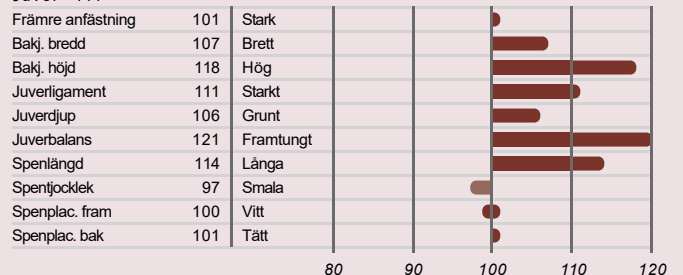 Främre anfästning 101 Stark
Bakj. bredd 107 Brett
Bakj. höjd 118 Hög
Juverligament 111 Starkt
Juverdjup 106 Grunt
Juverbalans 121 Framtungt
Spenlängd 114 Långa
Spentjocklek 97 Smala
Spenplac. fram 100 Vitt
Spenplac. bak 101 Tätt
80 90 100 110 120